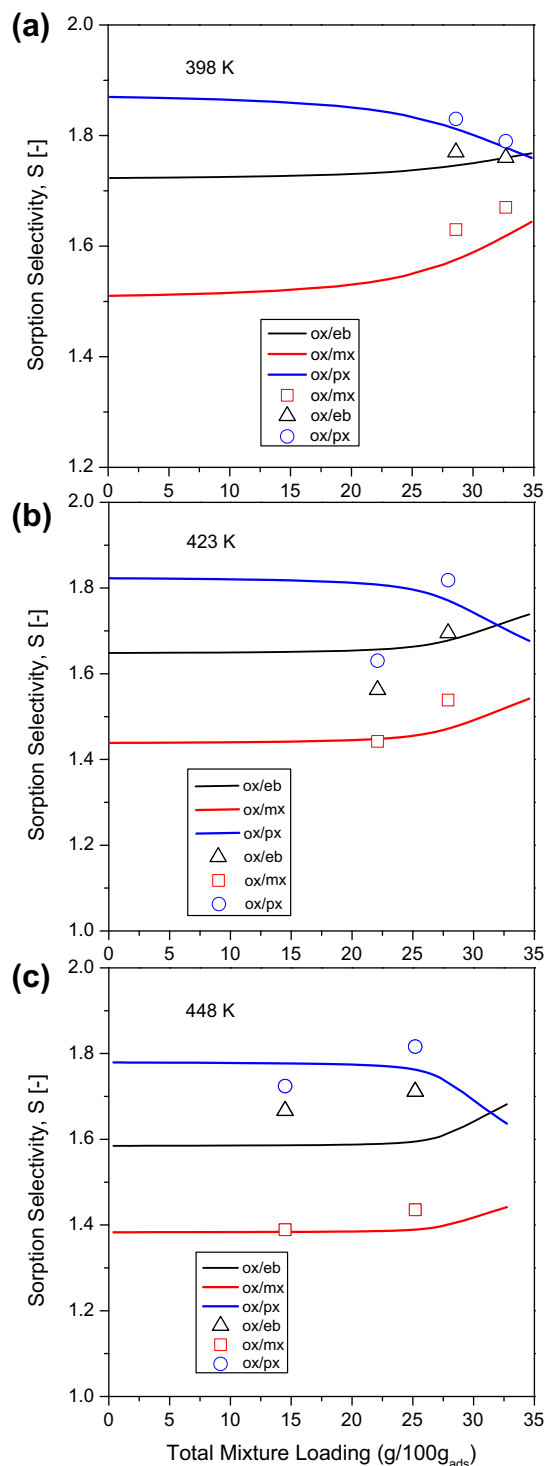 (a)
2.0
398 K
1.8
Sorption Selectivity, S [-]
1.6
1.4
ox/eb
ox/mx
ox/px
ox/mx
ox/eb
ox/px
1.2
0 5 10 15 20 25 30 35
(b)
2.0
423 K
1.8
Sorption Selectivity, S [-]
1.6
1.4
1.2
ox/eb
ox/mx
ox/px
ox/eb
ox/mx
ox/px
1.0
0 5 10 15 20 25 30 35
(c)
2.0
448 K
1.8
Sorption Selectivity, S [-]
1.6
1.4
1.2
ox/eb
ox/mx
ox/px
ox/eb
ox/mx
ox/px
1.0
0 5 10 15 20 25 30 35
Total Mixture Loading (g/100g_ads)